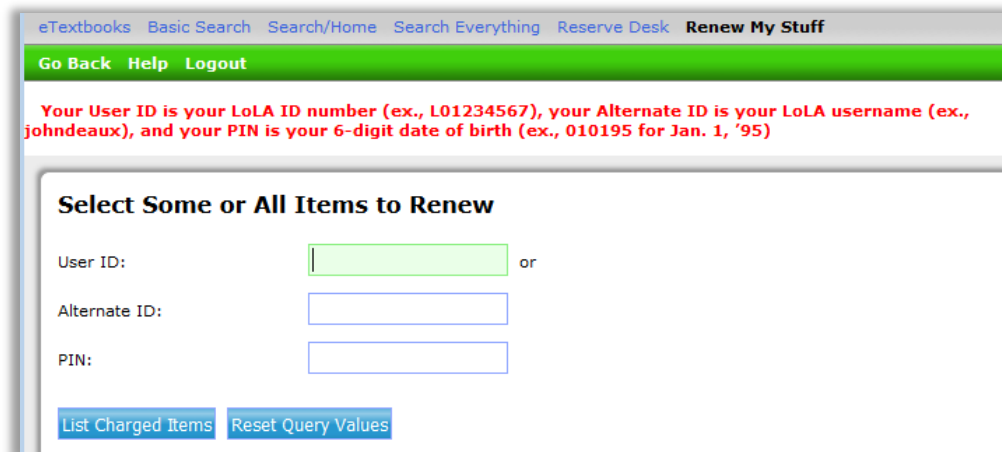 eTextbooks Basic Search Search/Home Search Everything Reserve Desk Renew My Stuff
Go Back Help Logout
Your User ID is your LoLA ID number (ex., L01234567), your Alternate ID is your LoLA username (ex.,
johndeaux), and your PIN is your 6-digit date of birth (ex., 010195 for Jan. 1, ’95)
Select Some or All Items to Renew
User ID: or
Alternate ID:
PIN:
List Charged Items Reset Query Values